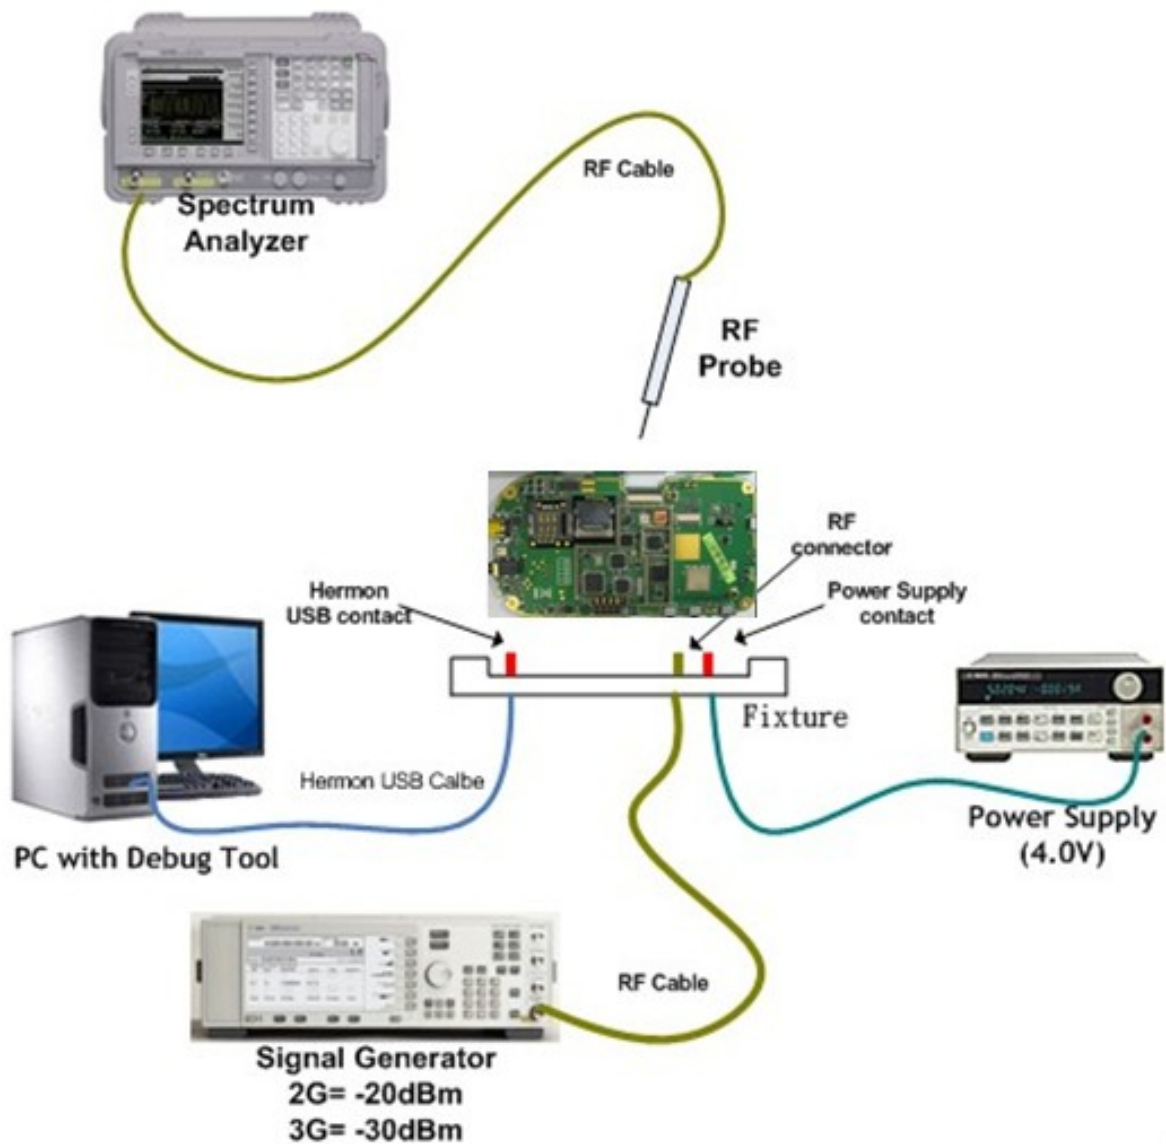 RF Cable
Spectrum
Analyzer
RF
Probe
RF
connector
Hermon
USB contact
Power Supply
contact
Fixture
Hermon USB Calbe
PC with Debug Tool
Power Supply
(4.0V)
RF Cable
Signal Generator
2G= -20dBm
3G= -30dBm